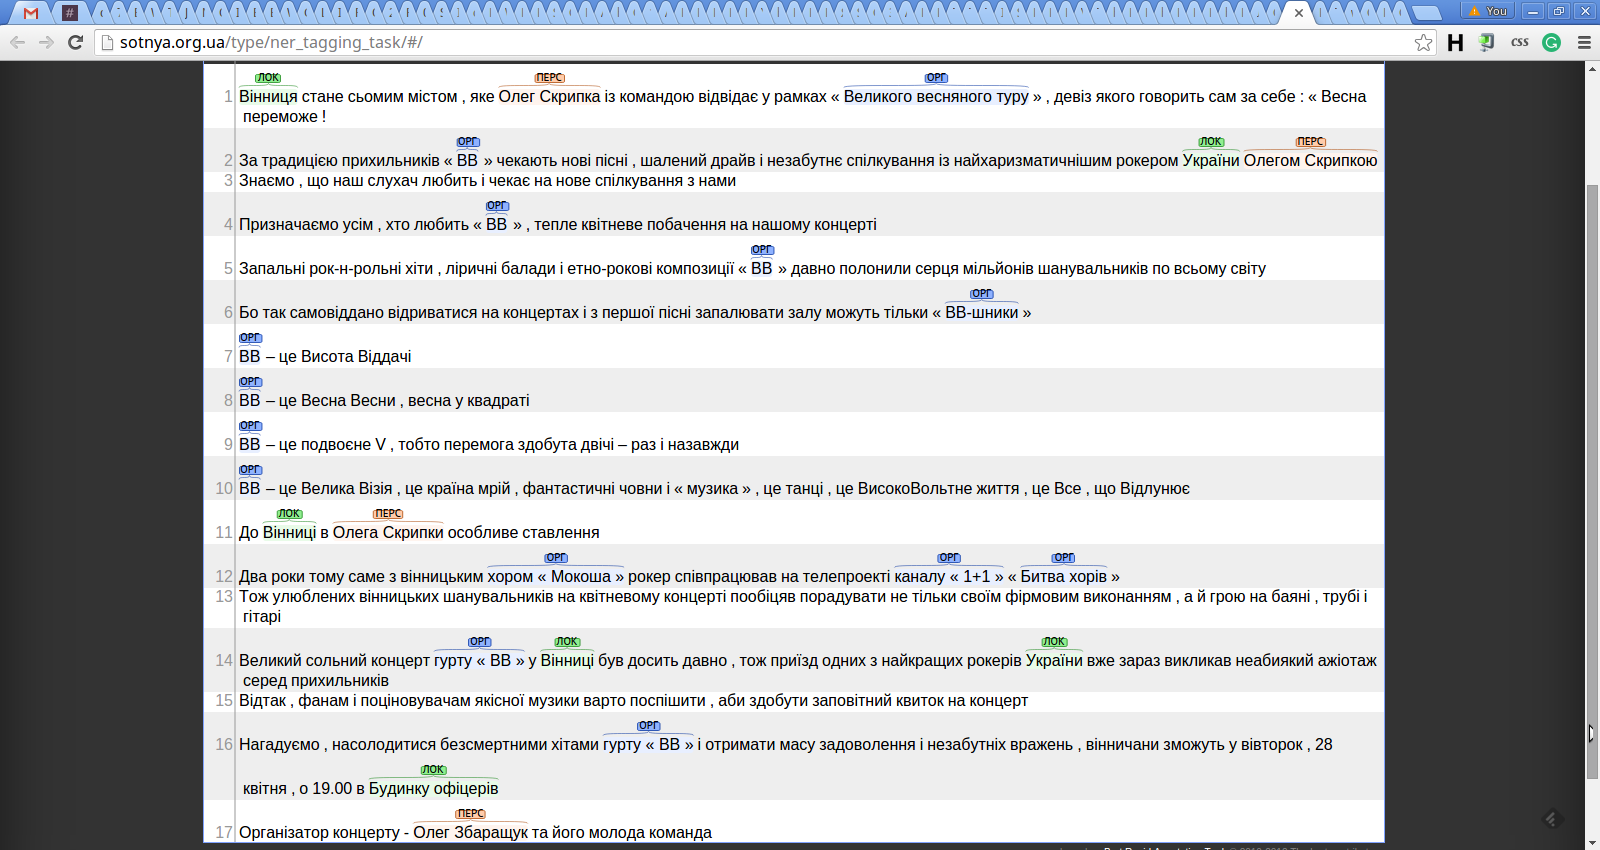 You
sotnya.org.ua/type/ner_tagging_task/#/
H CSS G
ЛОК ПЕРС ОРГ
1 Вінниця стане сьомим містом , яке Олег Скрипка із командою відвідає у рамках « Великого весняного туру » , девіз якого говорить сам за себе : « Весна
переможе !
ОРГ ЛОК ПЕРС
2 За традицією прихильників « ВВ » чекають нові пісні , шалений драйв і незабутнє спілкування із найхаризматичнішим рокером України Олегом Скрипкою
3 Знаємо , що наш слухач любить і чекає на нове спілкування з нами
ОРГ
4 Призначаємо усім , хто любить « ВВ » , тепле квітневе побачення на нашому концерті
ОРГ
5 Запальні рок-н-рольні хіти , ліричні балади і етно-рокові композиції « ВВ » давно полонили серця мільйонів шанувальників по всьому світу
ОРГ
6 Бо так самовіддано відриватися на концертах і з першої пісні запалювати залу можуть тільки « ВВ-шники »
ОРГ
7 ВВ – це Висота Віддачі
ОРГ
8 ВВ – це Весна Весни , весна у квадраті
ОРГ
9 ВВ – це подвоєне V , тобто перемога здобута двічі – раз і назавжди
ОРГ
10 ВВ – це Велика Візія , це країна мрій , фантастичні човни і « музика » , це танці , це ВисокоВольтне життя , це Все , що Відлунює
ЛОК ПЕРС
11 До Вінниці в Олега Скрипки особливе ставлення
ОРГ ОРГ ОРГ
12 Два роки тому саме з вінницьким хором « Мокоша » рокер співпрацював на телепроекті каналу « 1+1 » « Битва хорів »
13 Тож улюблених вінницьких шанувальників на квітневому концерті пообіцяв порадувати не тільки своїм фірмовим виконанням , а й грою на баяні , трубі і
гітарі
ОРГ ЛОК ЛОК
14 Великий сольний концерт гурту « ВВ » у Вінниці був досить давно , тож приїзд одних з найкращих рокерів України вже зараз викликав неабиякий ажіотаж
серед прихильників
15 Відтак , фанам і поціновувачам якісної музики варто поспішити , аби здобути заповітний квиток на концерт
ОРГ
16 Нагадуємо , насолодитися безсмертними хітами гурту « ВВ » і отримати масу задоволення і незабутніх вражень , вінничани зможуть у вівторок , 28
ЛОК
квітня , о 19.00 в Будинку офіцерів
ПЕРС
17 Організатор концерту - Олег Збаращук та його молода команда